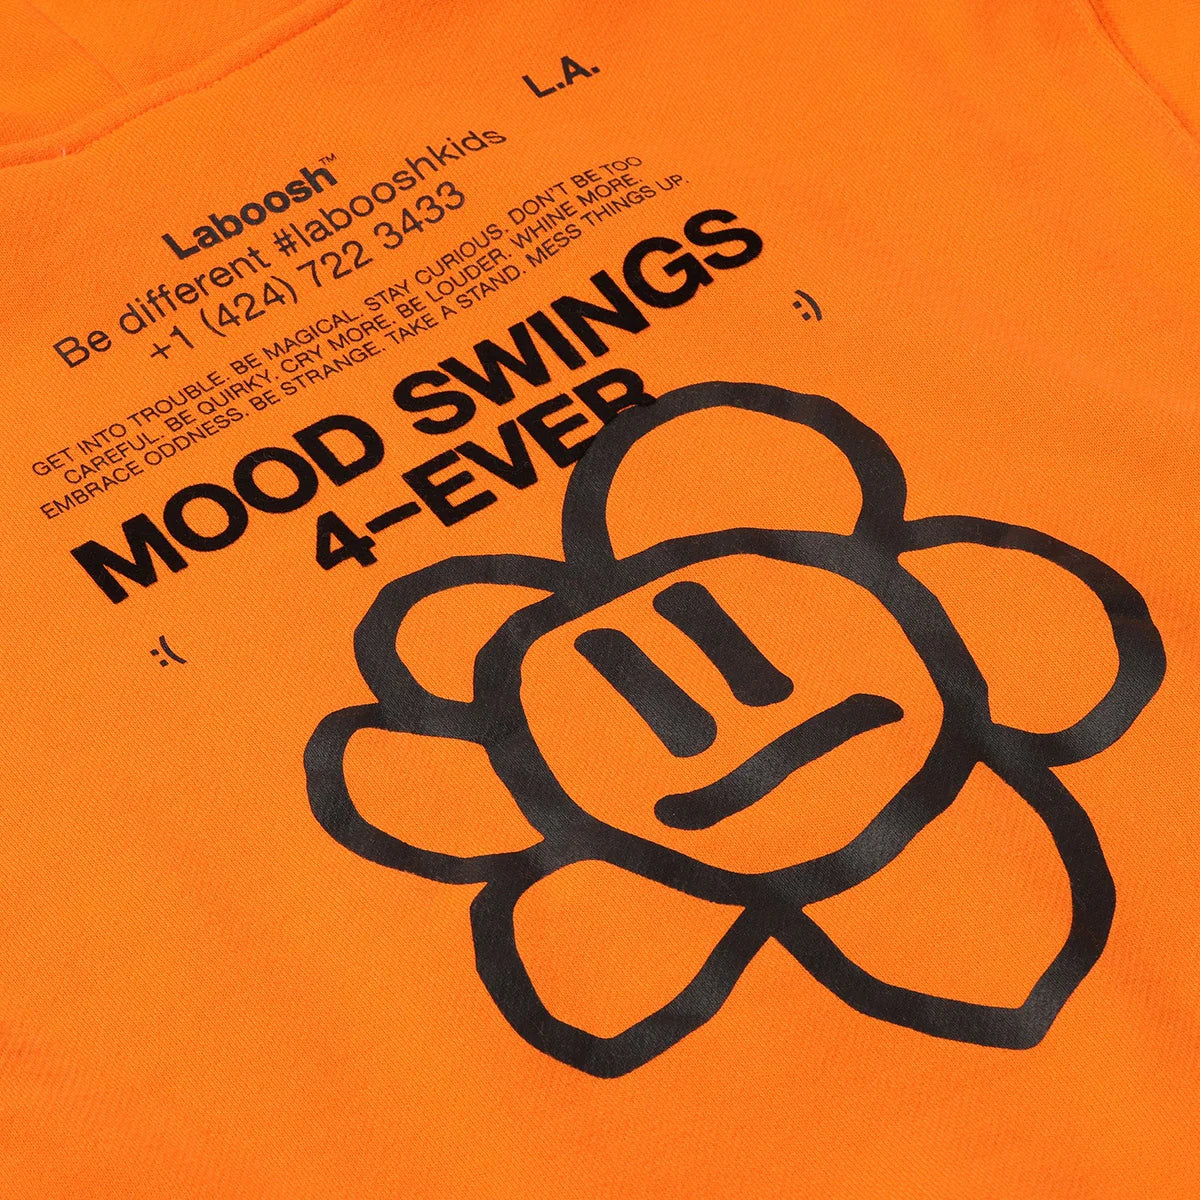 L.A.
Laboosh™
Be different #labooshkids
+1 (424) 722 3433
GET INTO TROUBLE. BE MAGICAL. STAY CURIOUS. DON'T BE TOO
CAREFUL. BE QUIRKY. CRY MORE. BE LOUDER. WHINE MORE.
EMBRACE ODDNESS. BE STRANGE. TAKE A STAND. MESS THINGS UP.
MOOD SWINGS
4-EVER
:)
:(